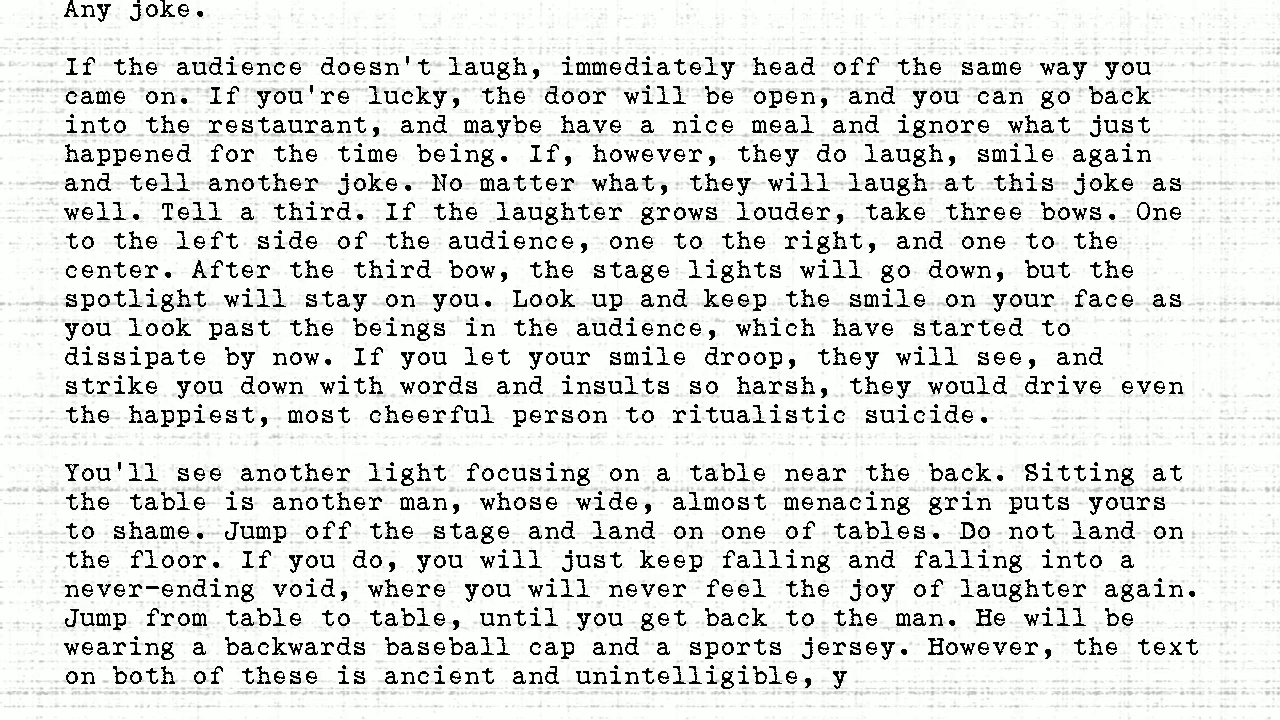 Any joke.
If the audience doesn't laugh, immediately head off the same way you
came on. If you're lucky, the door will be open, and you can go back
into the restaurant, and maybe have a nice meal and ignore what just
happened for the time being. If, however, they do laugh, smile again
and tell another joke. No matter what, they will laugh at this joke as
well. Tell a third. If the laughter grows louder, take three bows. One
to the left side of the audience, one to the right, and one to the
center. After the third bow, the stage lights will go down, but the
spotlight will stay on you. Look up and keep the smile on your face as
you look past the beings in the audience, which have started to
dissipate by now. If you let your smile droop, they will see, and
strike you down with words and insults so harsh, they would drive even
the happiest, most cheerful person to ritualistic suicide.
You'll see another light focusing on a table near the back. Sitting at
the table is another man, whose wide, almost menacing grin puts yours
to shame. Jump off the stage and land on one of tables. Do not land on
the floor. If you do, you will just keep falling and falling into a
never-ending void, where you will never feel the joy of laughter again.
Jump from table to table, until you get back to the man. He will be
wearing a backwards baseball cap and a sports jersey. However, the text
on both of these is ancient and unintelligible, y